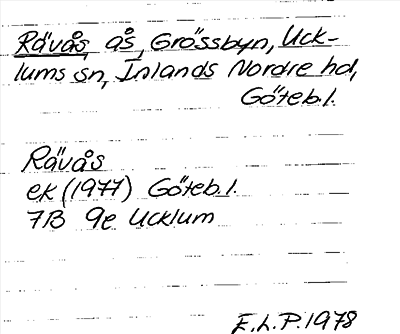 Rävås, ås, Grössbyn, Uck-
lums sn, Inlands Nordre hd,
Göteb.l.
Rävås
ek (1977) Göteb.l.
7B 9e Ucklum
E.L.P. 1978